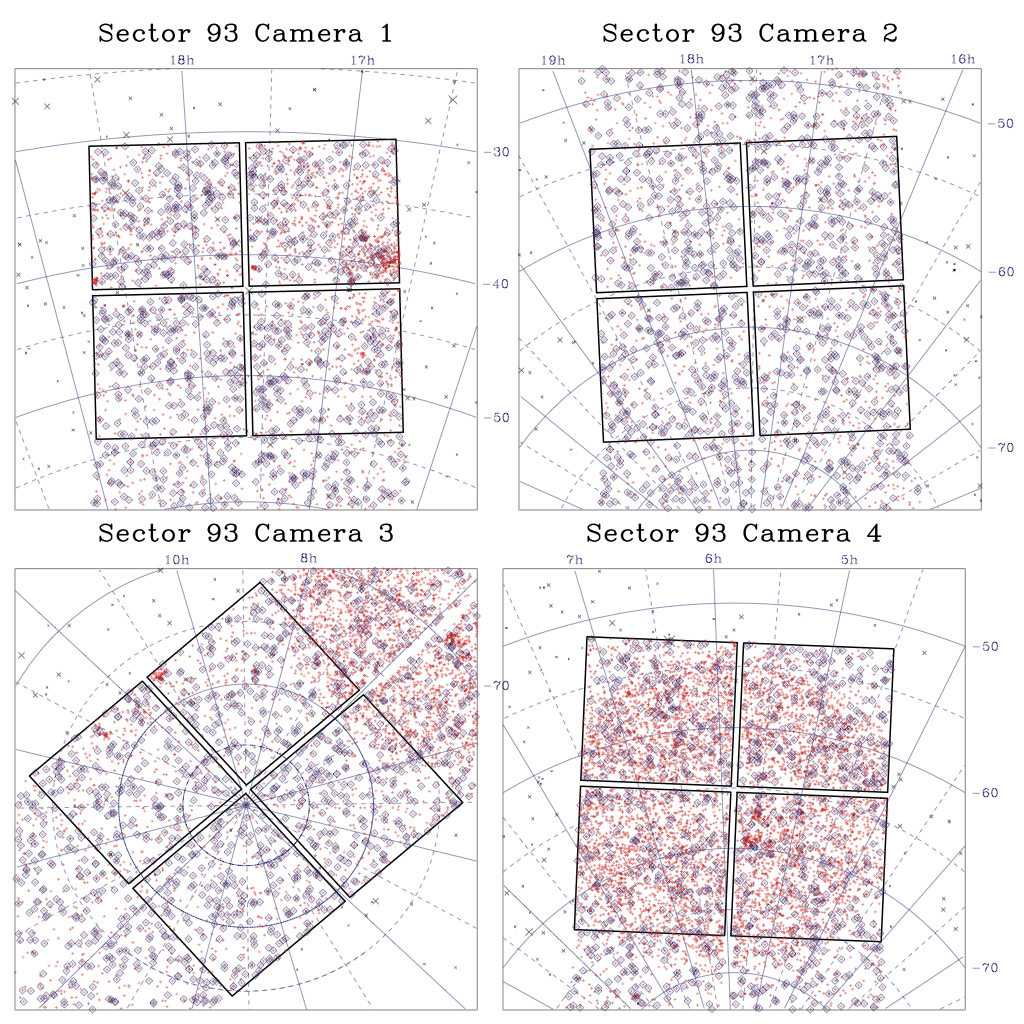 Sector 93 Camera 1
18h 17h
-30
-40
-50
Sector 93 Camera 2
19h 18h 17h 16h
-50
-60
-70
Sector 93 Camera 3
10h 8h
-70
Sector 93 Camera 4
7h 6h 5h
-50
-60
-70